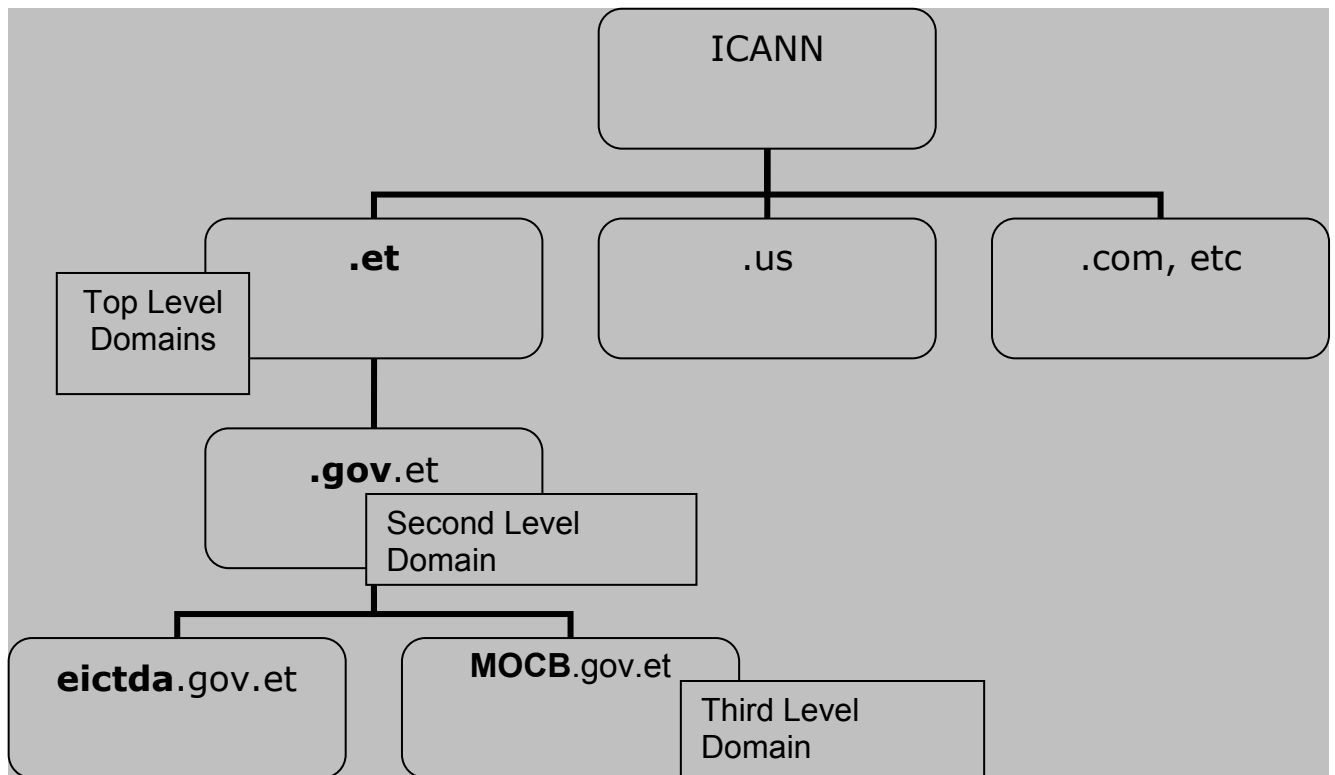 ICANN
.et
.us
.com, etc
Top Level
Domains
.gov.et
Second Level
Domain
eictda.gov.et
MOCB.gov.et
Third Level
Domain